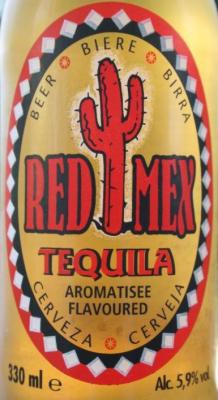 BEER ° BIERE ° BIRRA
RED MEX
TEQUILA
AROMATISEE
FLAVOURED
CERVEZA ° CERVEJA
330 ml e
Alc. 5,9% vol